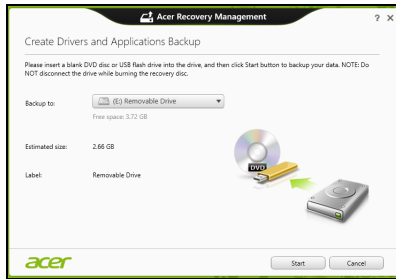 Acer Recovery Management
? ×
Create Drivers and Applications Backup
Please insert a blank DVD disc or USB flash drive into the drive, and then click Start button to backup your data. NOTE: Do
NOT disconnect the drive while burning the recovery disc.
Backup to: (E:) Removable Drive
Free space: 3.72 GB
Estimated size: 2.66 GB
DVD
Label: Removable Drive
acer Start Cancel